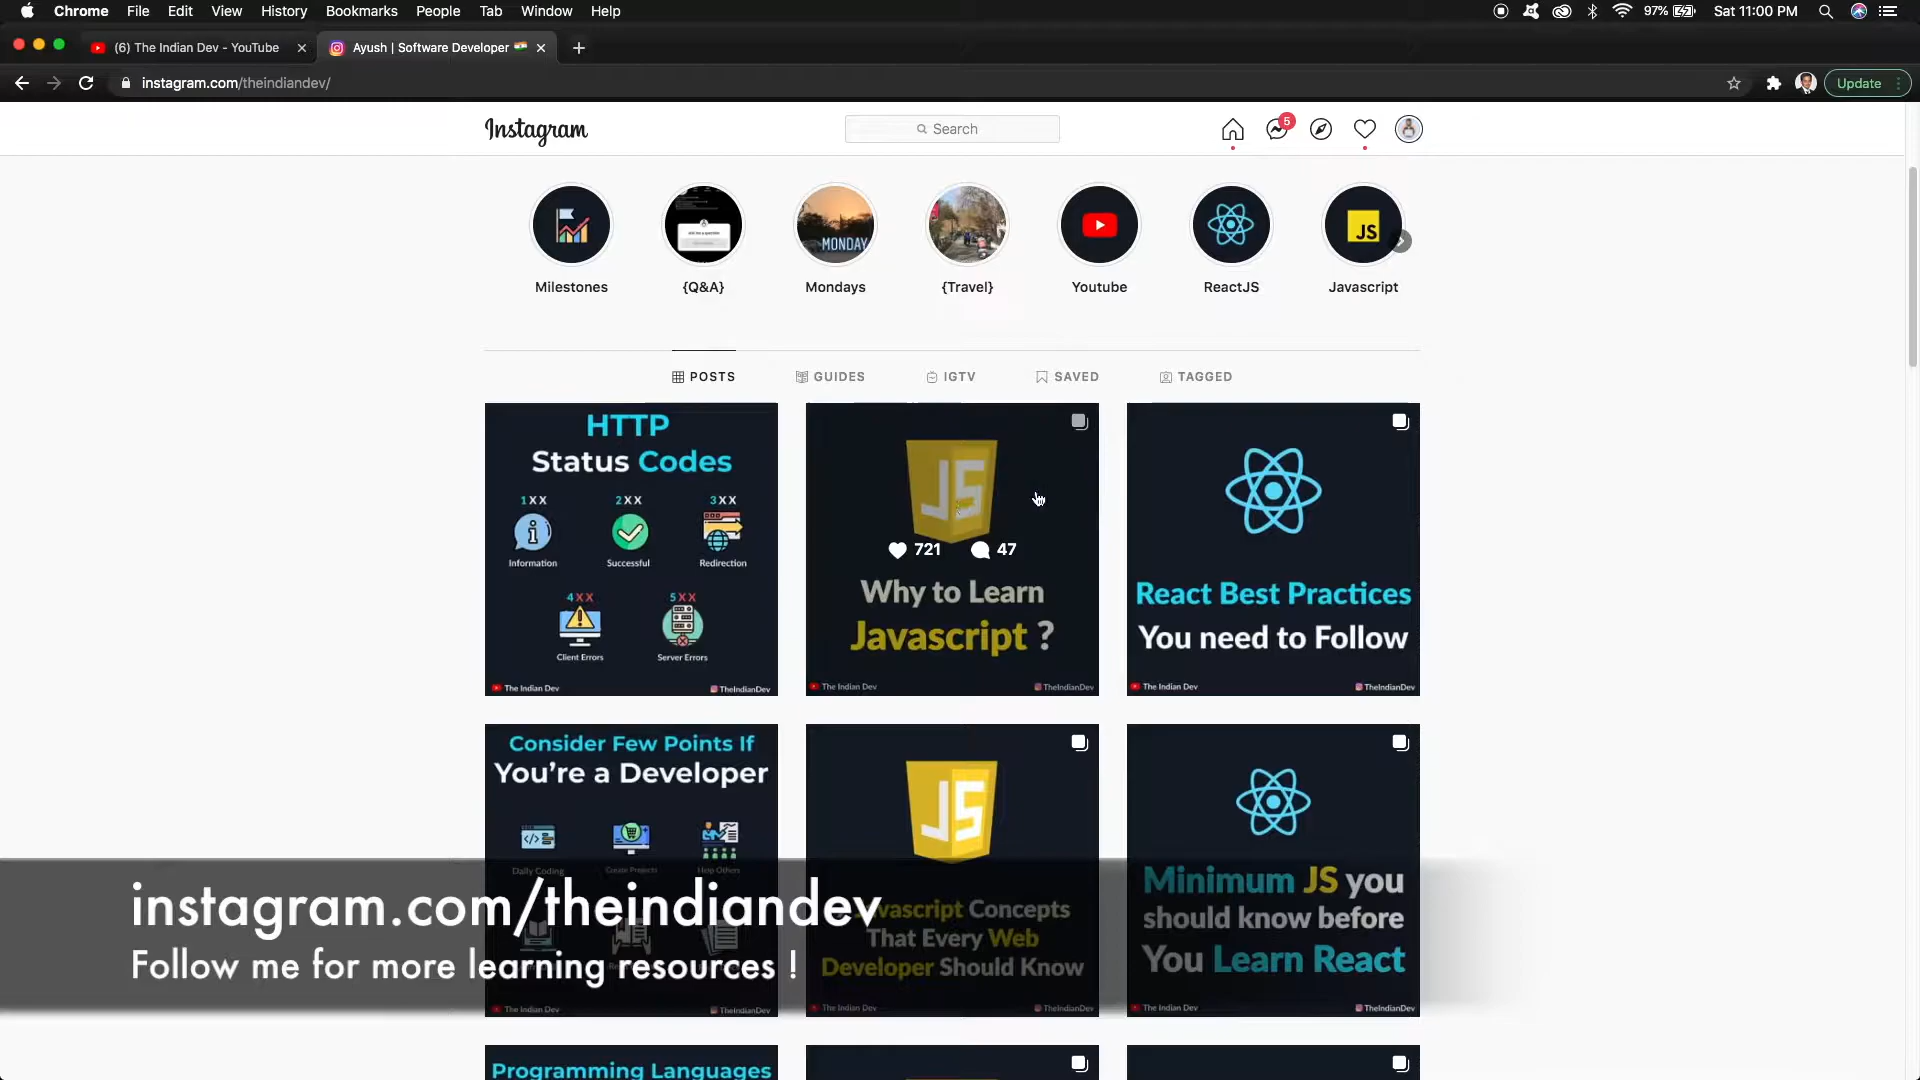 Chrome File Edit View History Bookmarks People Tab Window Help
97% Sat 11:00 PM
(6) The Indian Dev - YouTube
Ayush | Software Developer
instagram.com/theindiandev/
Update
Instagram
Search
5
MONDAY
JS
Milestones
{Q&A}
Mondays
{Travel}
Youtube
ReactJS
Javascript
POSTS
GUIDES
IGTV
SAVED
TAGGED
HTTP
Status Codes
1XX 2XX 3XX
Information Successful Redirection
4XX 5XX
Client Errors Server Errors
The Indian Dev TheIndianDev
JS
721 47
Why to Learn
Javascript ?
The Indian Dev TheIndianDev
React Best Practices
You need to Follow
The Indian Dev TheIndianDev
Consider Few Points If
You're a Developer
Daily Coding Create Projects Help Others
The Indian Dev TheIndianDev
JS
Javascript Concepts
That Every Web
Developer Should Know
The Indian Dev TheIndianDev
Minimum JS you
should know before
You Learn React
The Indian Dev TheIndianDev
instagram.com/theindiandev
Follow me for more learning resources !
Programming Languages